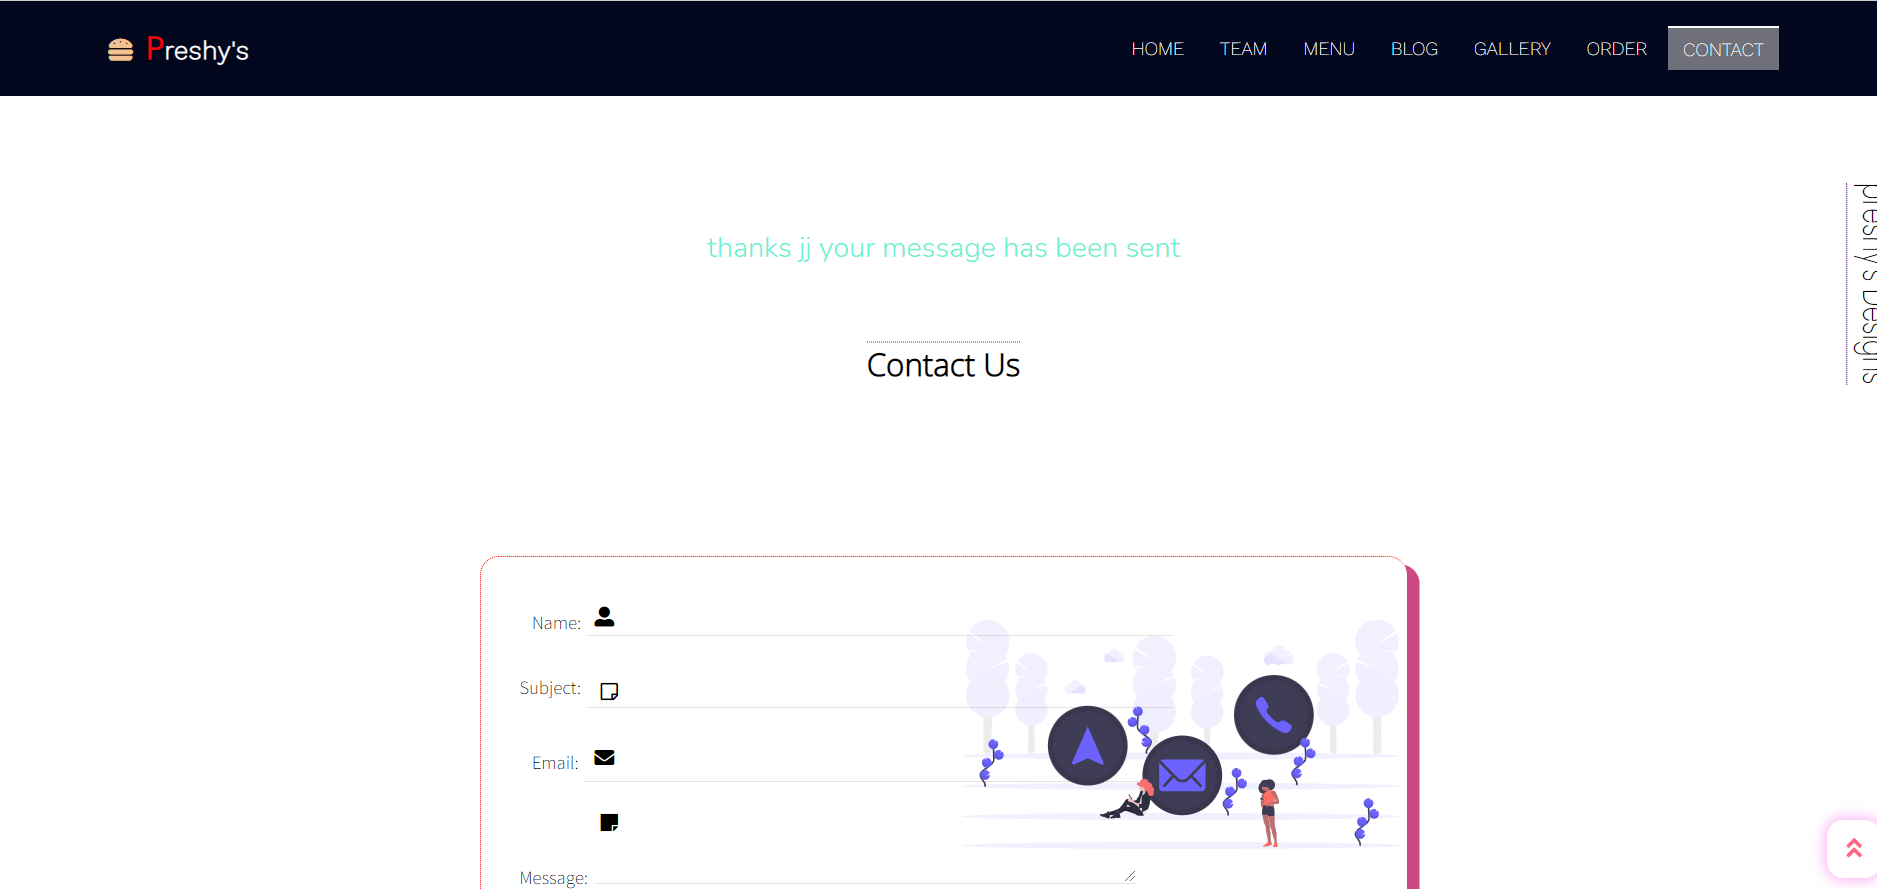 Preshy's
HOME TEAM MENU BLOG GALLERY ORDER CONTACT
thanks jj your message has been sent
preshy's Designs
Contact Us
Name:
Subject:
Email:
Message: